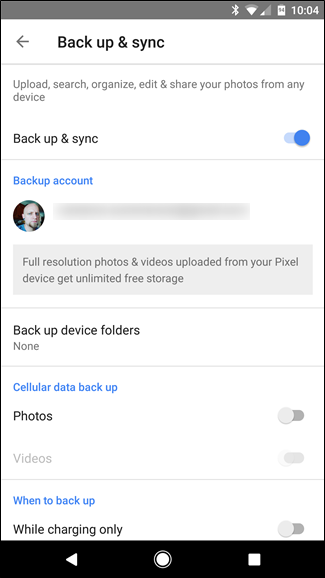 10:04
Back up & sync
Upload, search, organize, edit & share your photos from any
device
Back up & sync
Backup account
Full resolution photos & videos uploaded from your Pixel
device get unlimited free storage
Back up device folders
None
Cellular data back up
Photos
Videos
When to back up
While charging only